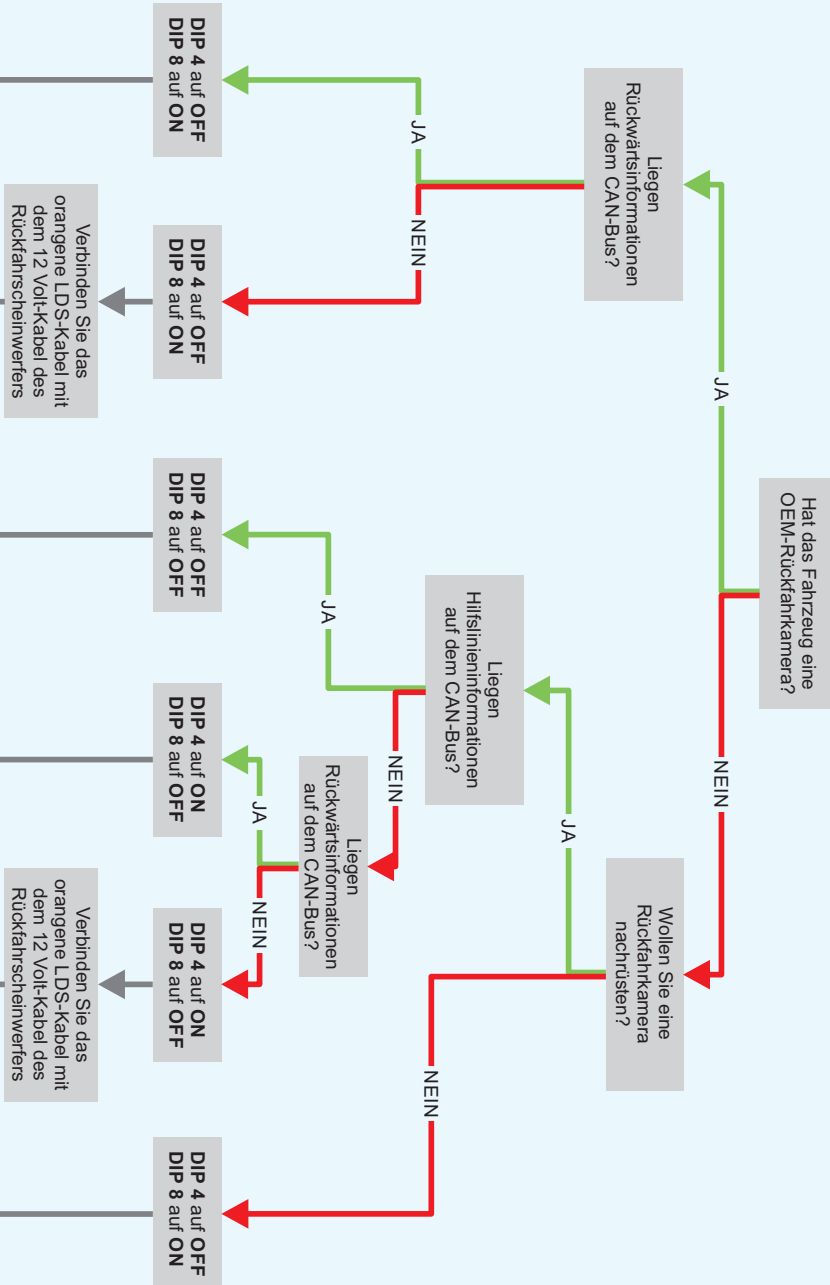 Hat das Fahrzeug eine
OEM-Rückfahrkamera?
JA
NEIN
Liegen
Rückwärtsinformationen
auf dem CAN-Bus?
Wollen Sie eine
Rückfahrkamera
nachrüsten?
JA
NEIN
JA
NEIN
Liegen
Hilfslinieninformationen
auf dem CAN-Bus?
JA
NEIN
Liegen
Rückwärtsinformationen
auf dem CAN-Bus?
JA
NEIN
DIP 4 auf OFF
DIP 8 auf ON
DIP 4 auf OFF
DIP 8 auf ON
DIP 4 auf OFF
DIP 8 auf OFF
DIP 4 auf ON
DIP 8 auf OFF
DIP 4 auf ON
DIP 8 auf OFF
DIP 4 auf OFF
DIP 8 auf ON
Verbinden Sie das
orangene LDS-Kabel mit
dem 12 Volt-Kabel des
Rückfahrscheinwerfers
Verbinden Sie das
orangene LDS-Kabel mit
dem 12 Volt-Kabel des
Rückfahrscheinwerfers